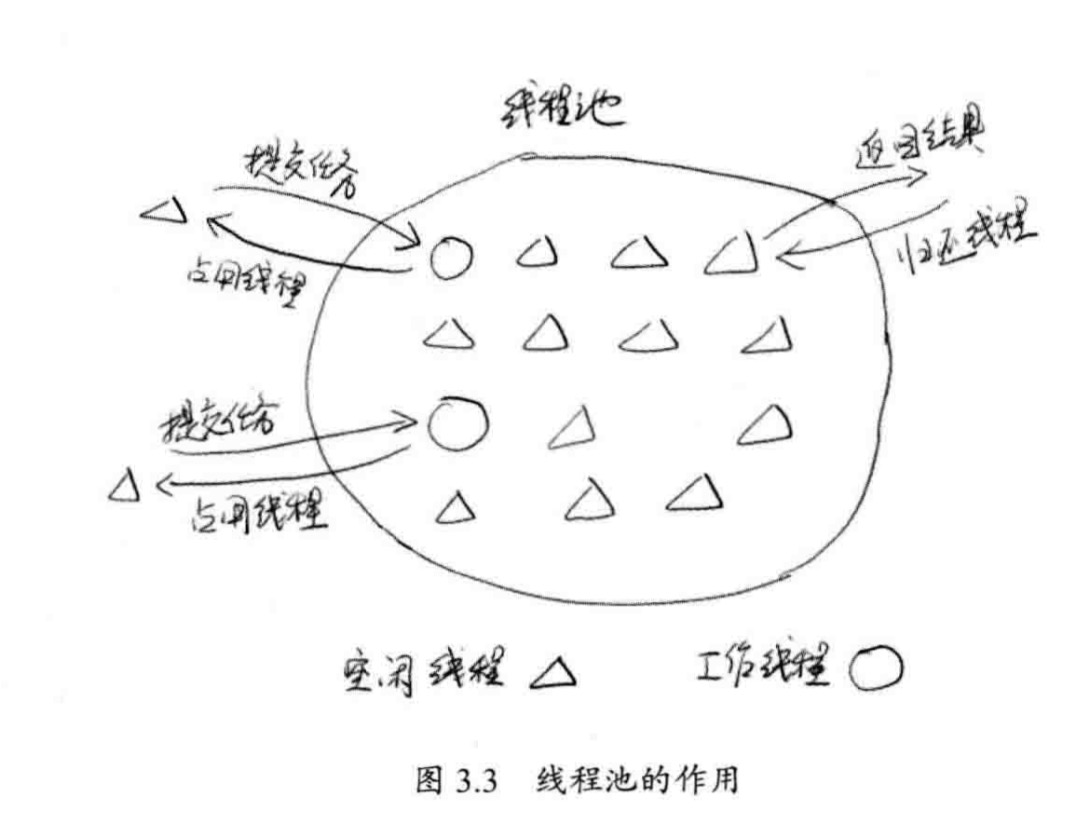 线程池
提交任务
返回结果
占用线程
归还线程
提交任务
占用线程
空闲线程
工作线程
图 3.3 线程池的作用